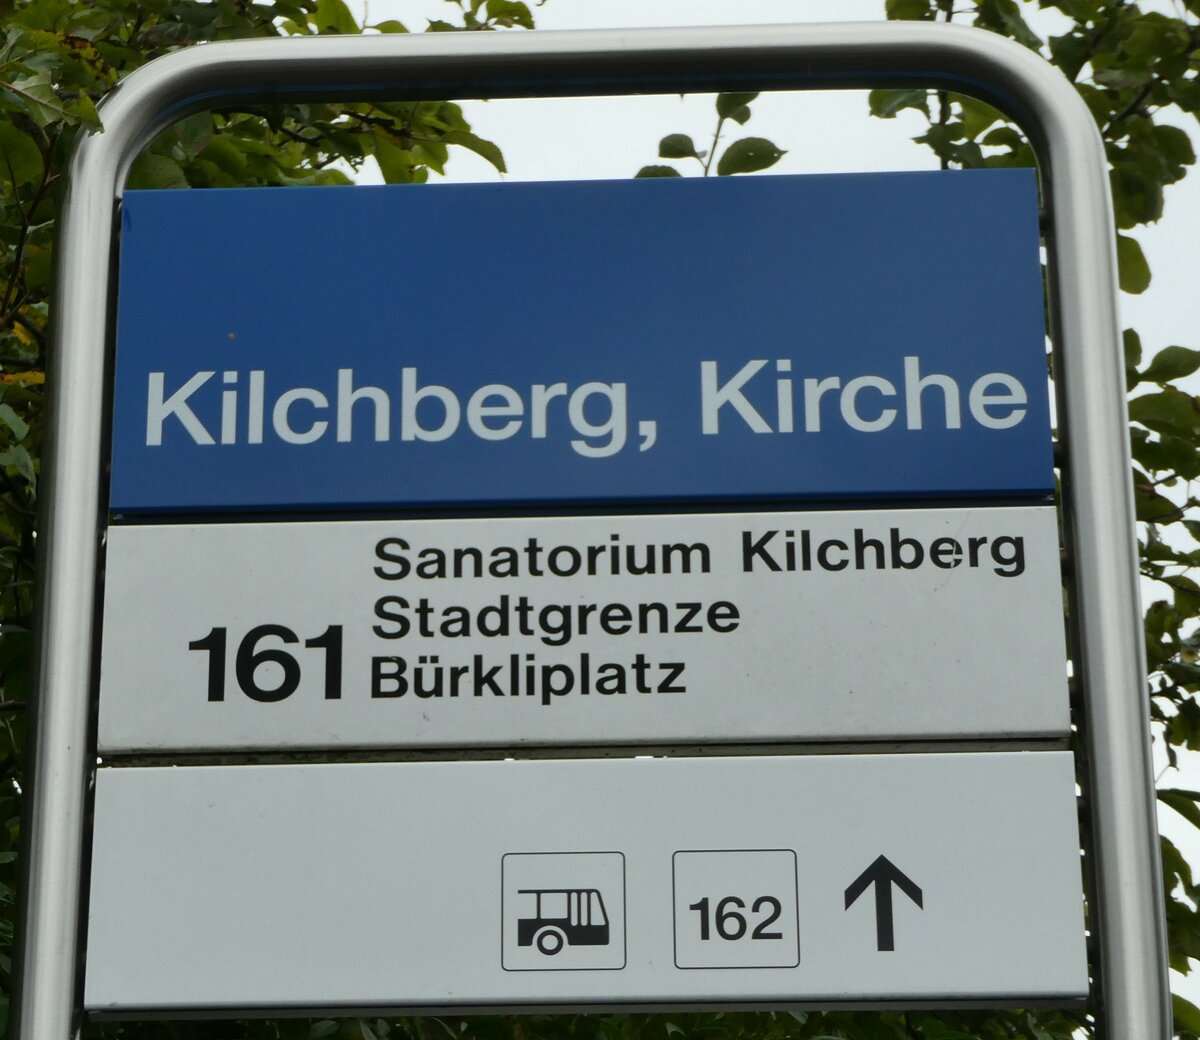 Kilchberg, Kirche
Sanatorium Kilchberg
Stadtgrenze
161 Bürkliplatz
162